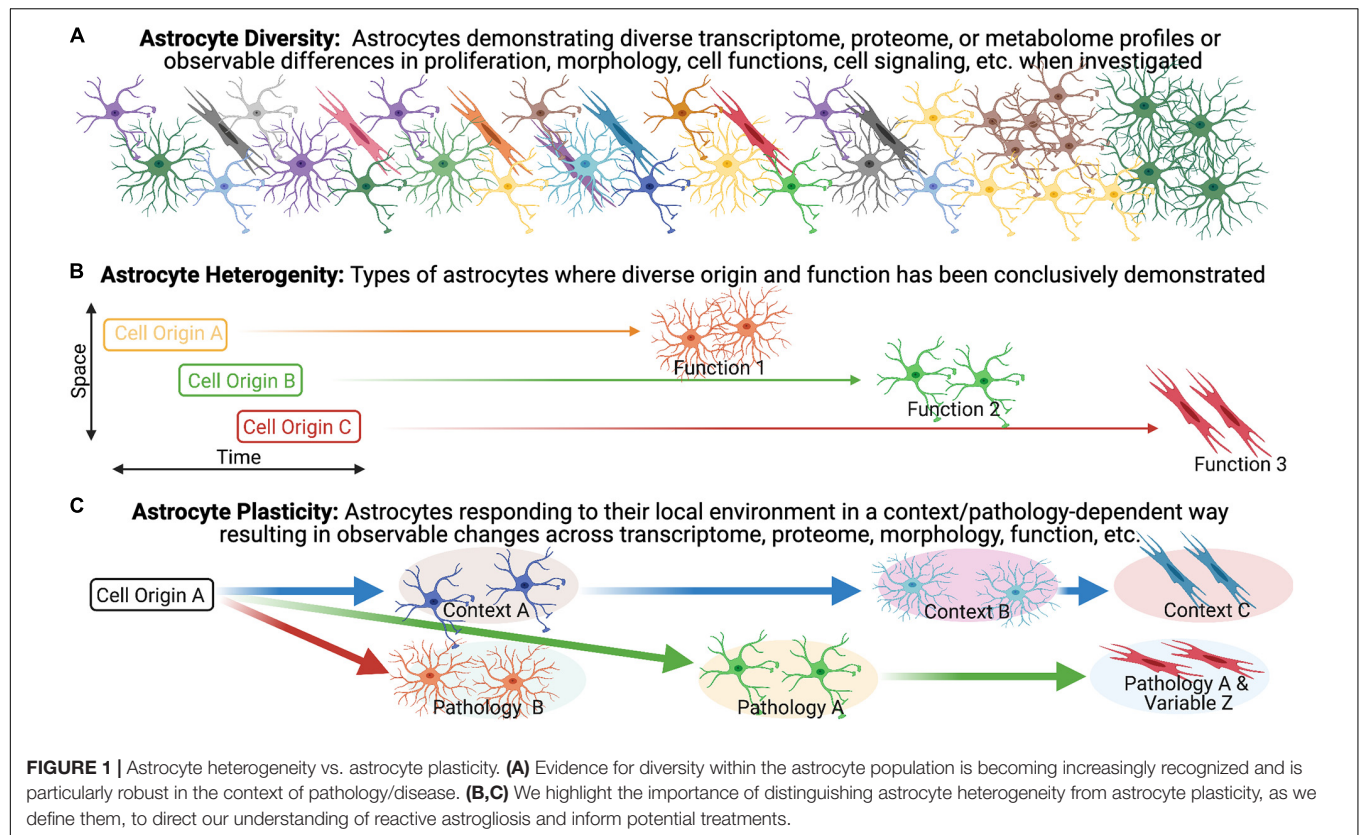 A
Astrocyte Diversity: Astrocytes demonstrating diverse transcriptome, proteome, or metabolome profiles or
observable differences in proliferation, morphology, cell functions, cell signaling, etc. when investigated
B
Astrocyte Heterogenity: Types of astrocytes where diverse origin and function has been conclusively demonstrated
Space
Cell Origin A
Function 1
Cell Origin B
Function 2
Cell Origin C
Function 3
Time
C
Astrocyte Plasticity: Astrocytes responding to their local environment in a context/pathology-dependent way
resulting in observable changes across transcriptome, proteome, morphology, function, etc.
Cell Origin A
Context A
Context B
Context C
Pathology B
Pathology A
Pathology A &
Variable Z
FIGURE 1 | Astrocyte heterogeneity vs. astrocyte plasticity. (A) Evidence for diversity within the astrocyte population is becoming increasingly recognized and is
particularly robust in the context of pathology/disease. (B,C) We highlight the importance of distinguishing astrocyte heterogeneity from astrocyte plasticity, as we
define them, to direct our understanding of reactive astrogliosis and inform potential treatments.